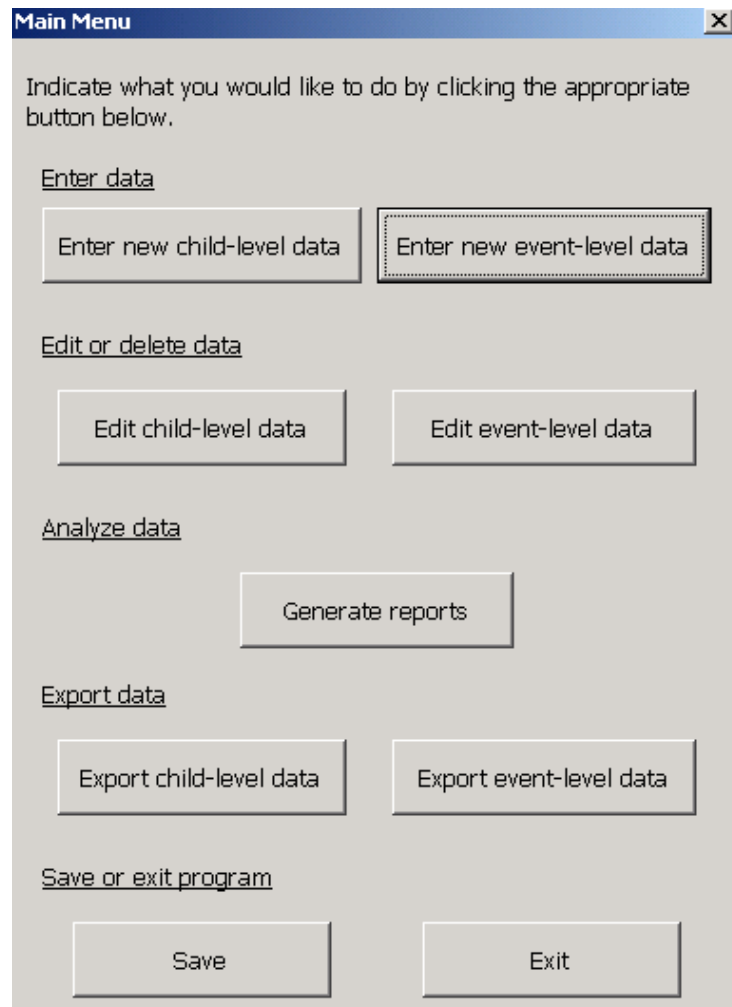 Main Menu
Indicate what you would like to do by clicking the appropriate
button below.
Enter data
Enter new child-level data
Enter new event-level data
Edit or delete data
Edit child-level data
Edit event-level data
Analyze data
Generate reports
Export data
Export child-level data
Export event-level data
Save or exit program
Save
Exit